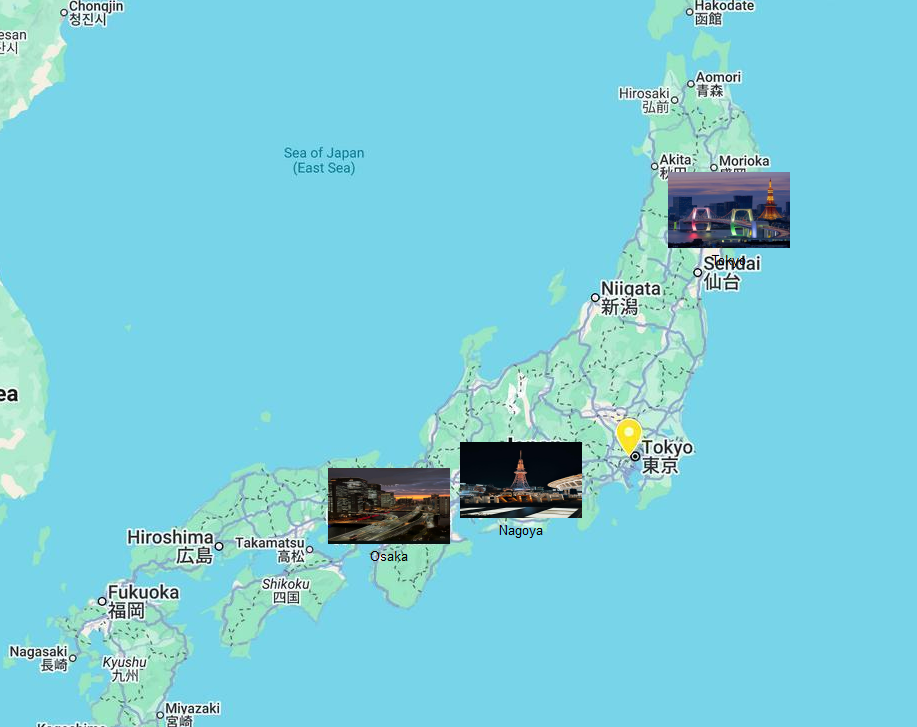 Chongjin
청진시
esan
Hakodate
函館
Aomori
青森
Hirosaki
弘前
Akita
Morioka
Sea of Japan
(East Sea)
Tokyo
Sendai
仙台
Niigata
新潟
ea
Tokyo
東京
Nagoya
Osaka
Hiroshima
広島
Takamatsu
高松
Shikoku
四国
Fukuoka
福岡
Nagasaki
長崎
Kyushu
九州
Miyazaki
宮崎